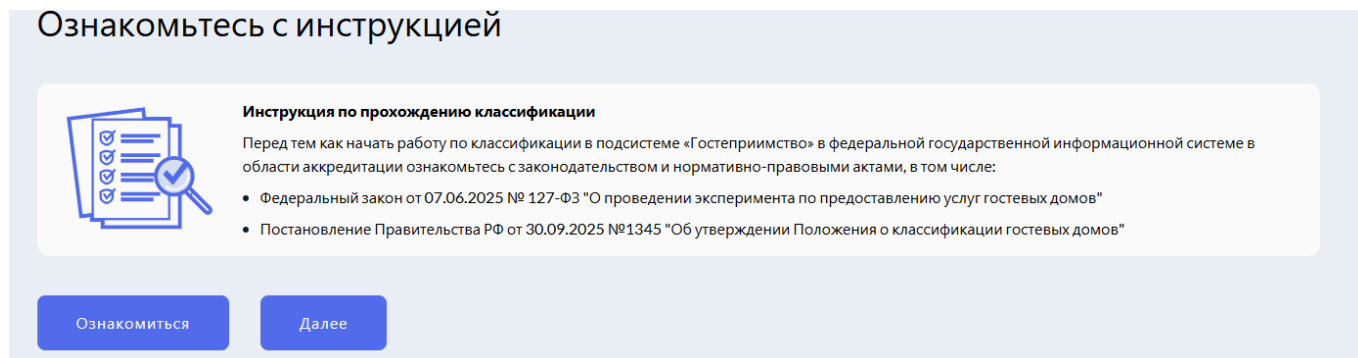 Ознакомьтесь с инструкцией
Инструкция по прохождению классификации
Перед тем как начать работу по классификации в подсистеме «Гостеприимство» в федеральной государственной информационной системе в
области аккредитации ознакомьтесь с законодательством и нормативно-правовыми актами, в том числе:
• Федеральный закон от 07.06.2025 № 127-ФЗ "О проведении эксперимента по предоставлению услуг гостевых домов"
• Постановление Правительства РФ от 30.09.2025 №1345 "Об утверждении Положения о классификации гостевых домов"
Ознакомиться Далее